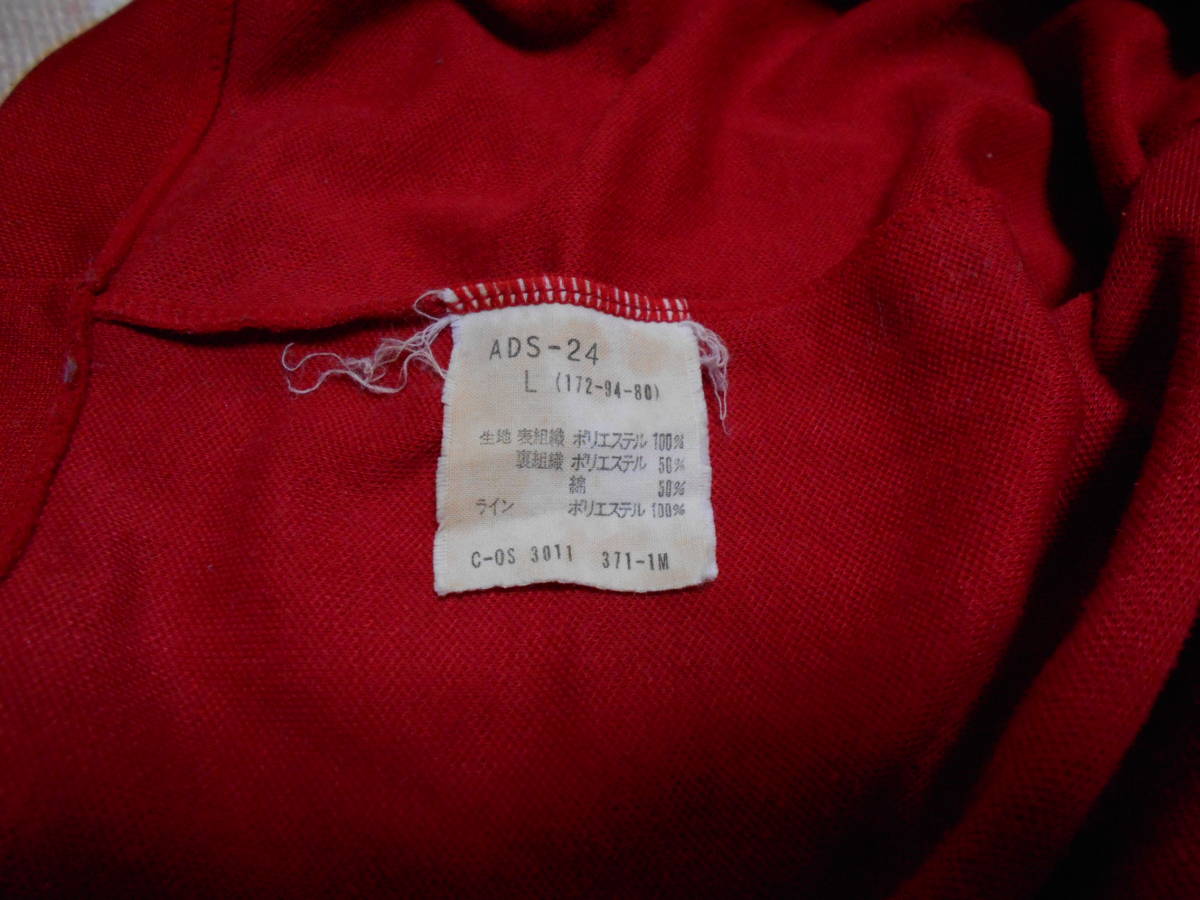 ADS-24
L (172-94-80)
生地 表組織 ポリエステル 100%
裏組織 ポリエステル 50%
綿 50%
ライン ポリエステル 100%
C-OS 3011 371-1M